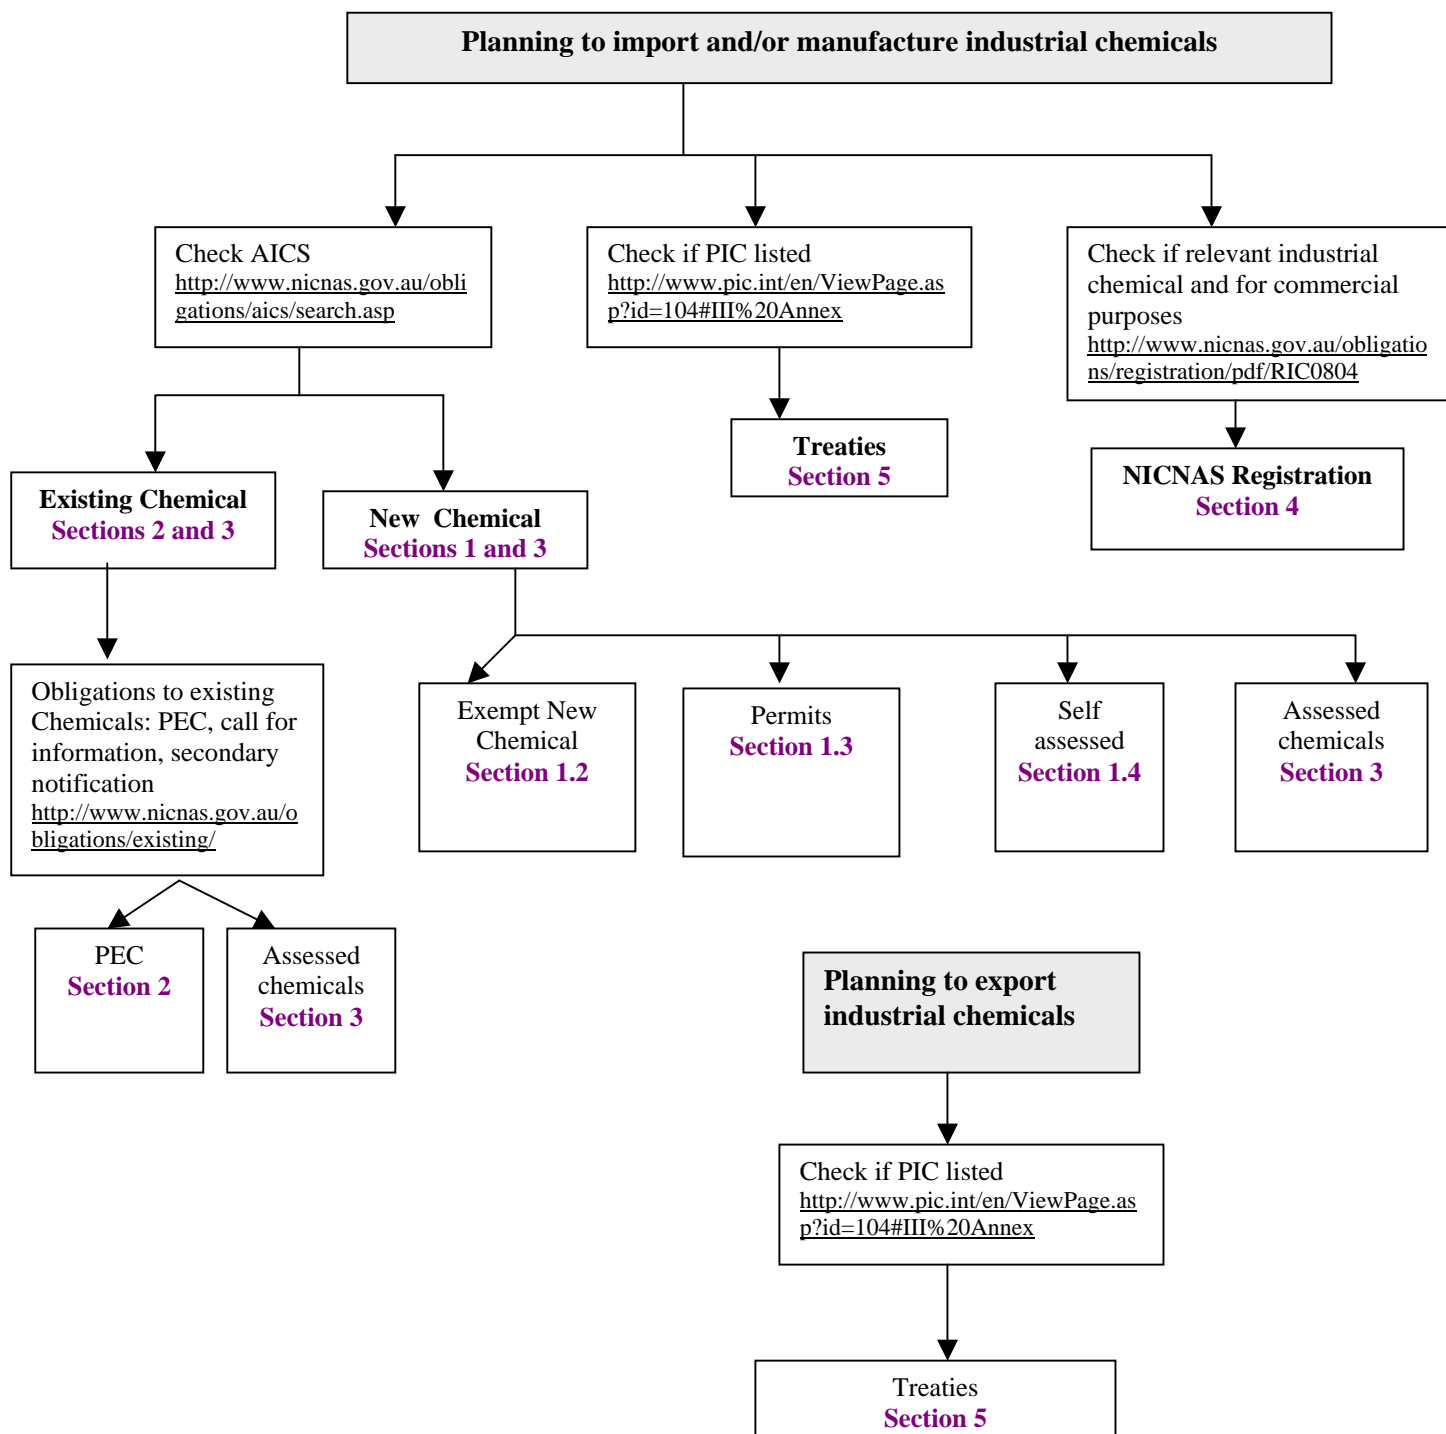 Planning to import and/or manufacture industrial chemicals
Check AICS
http://www.nicnas.gov.au/obli
gations/aics/search.asp
Check if PIC listed
http://www.pic.int/en/ViewPage.as
p?id=104#III%20Annex
Check if relevant industrial
chemical and for commercial
purposes
http://www.nicnas.gov.au/obligatio
ns/registration/pdf/RIC0804
Treaties
Section 5
NICNAS Registration
Section 4
Existing Chemical
Sections 2 and 3
New Chemical
Sections 1 and 3
Obligations to existing
Chemicals: PEC, call for
information, secondary
notification
http://www.nicnas.gov.au/o
bligations/existing/
Exempt New
Chemical
Section 1.2
Permits
Section 1.3
Self
assessed
Section 1.4
Assessed
chemicals
Section 3
PEC
Section 2
Assessed
chemicals
Section 3
Planning to export
industrial chemicals
Check if PIC listed
http://www.pic.int/en/ViewPage.as
p?id=104#III%20Annex
Treaties
Section 5